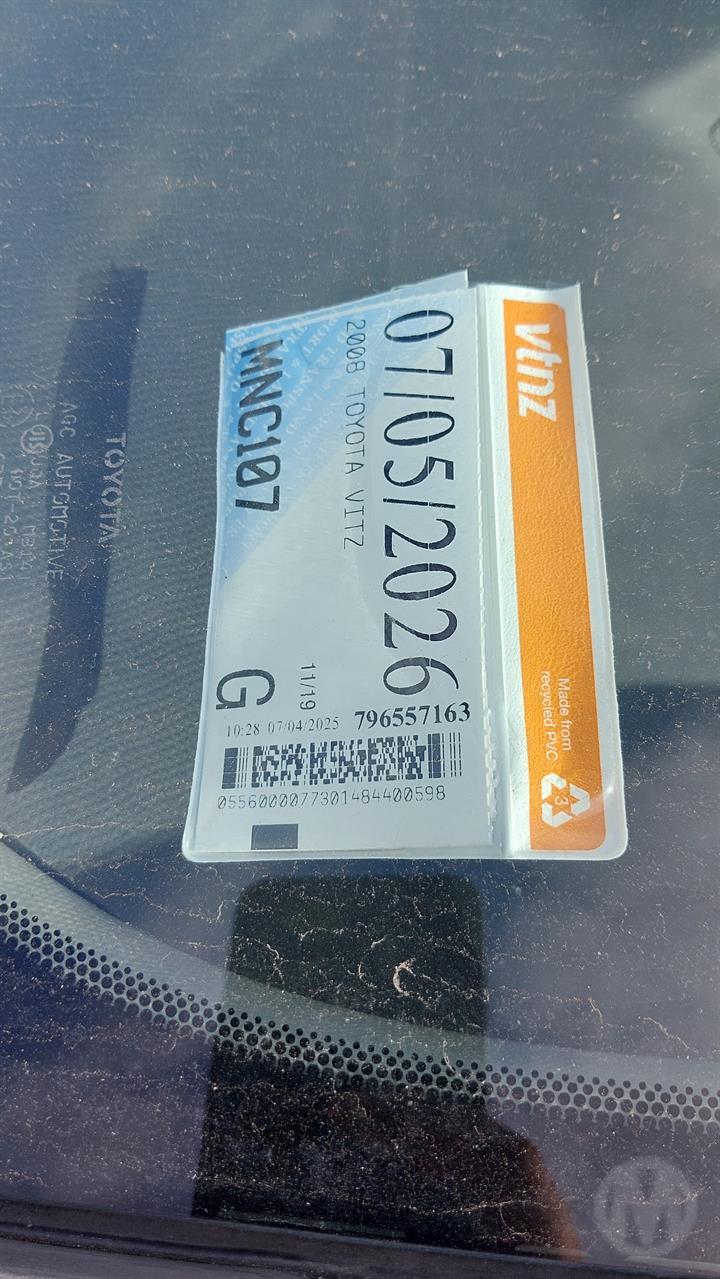 vtnz
Made from
recycled PVC
3
07/05/2026
2008 TOYOTA VITZ
MNC107
G
11/19
10:28 07/04/2025 796557163
0556000077301484400598
TOYOTA
AGC AUTOMOTIVE